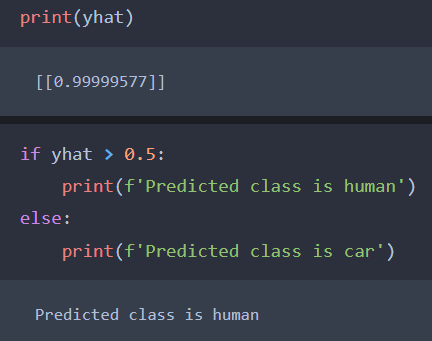 print(yhat)
[[0.99999577]]
if yhat > 0.5:
    print(f'Predicted class is human')
else:
    print(f'Predicted class is car')
Predicted class is human